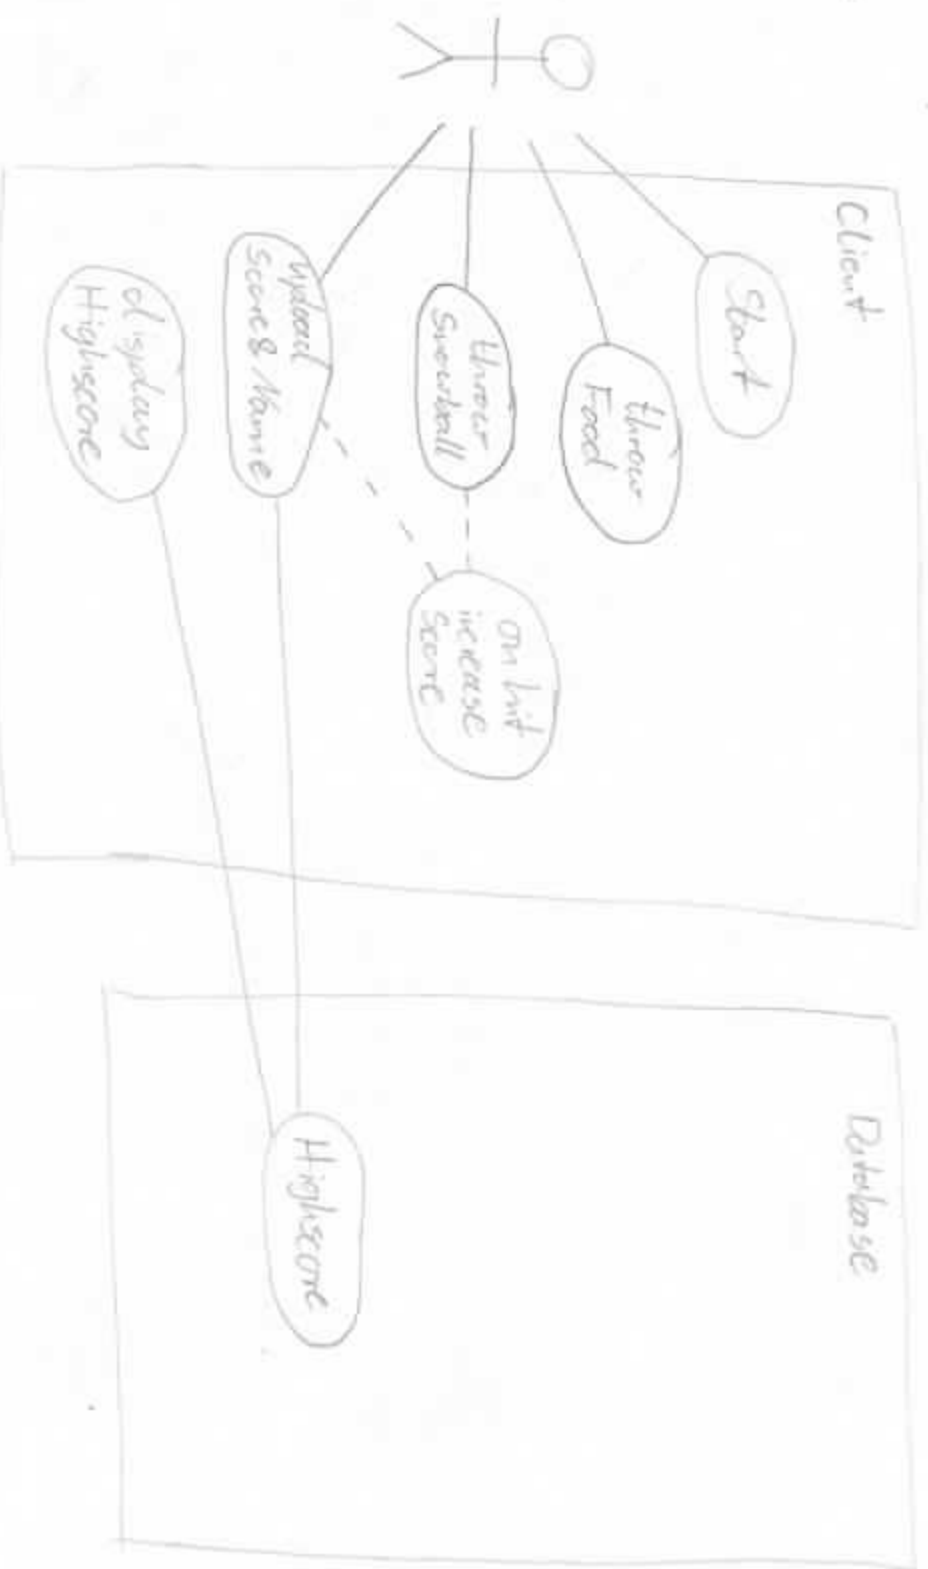 Client
Start
throw
Food
throw
Snowball
on hit
increase
score
upload
Score & Name
display
Highscore
Database
Highscore